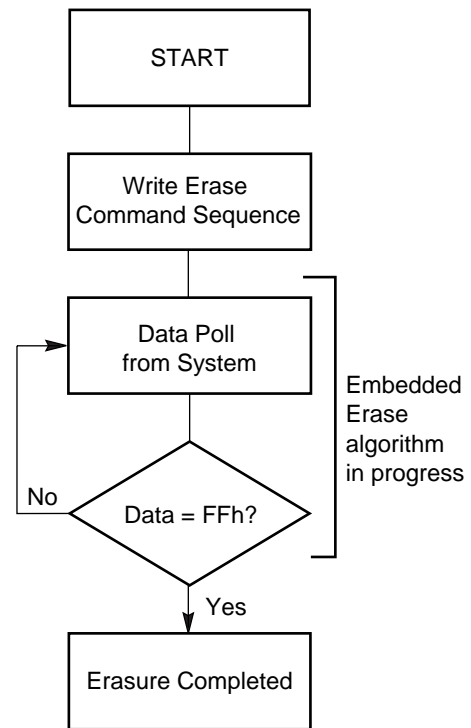 START
Write Erase
Command Sequence
Data Poll
from System
Embedded
Erase
algorithm
in progress
No
Data = FFh?
Yes
Erasure Completed